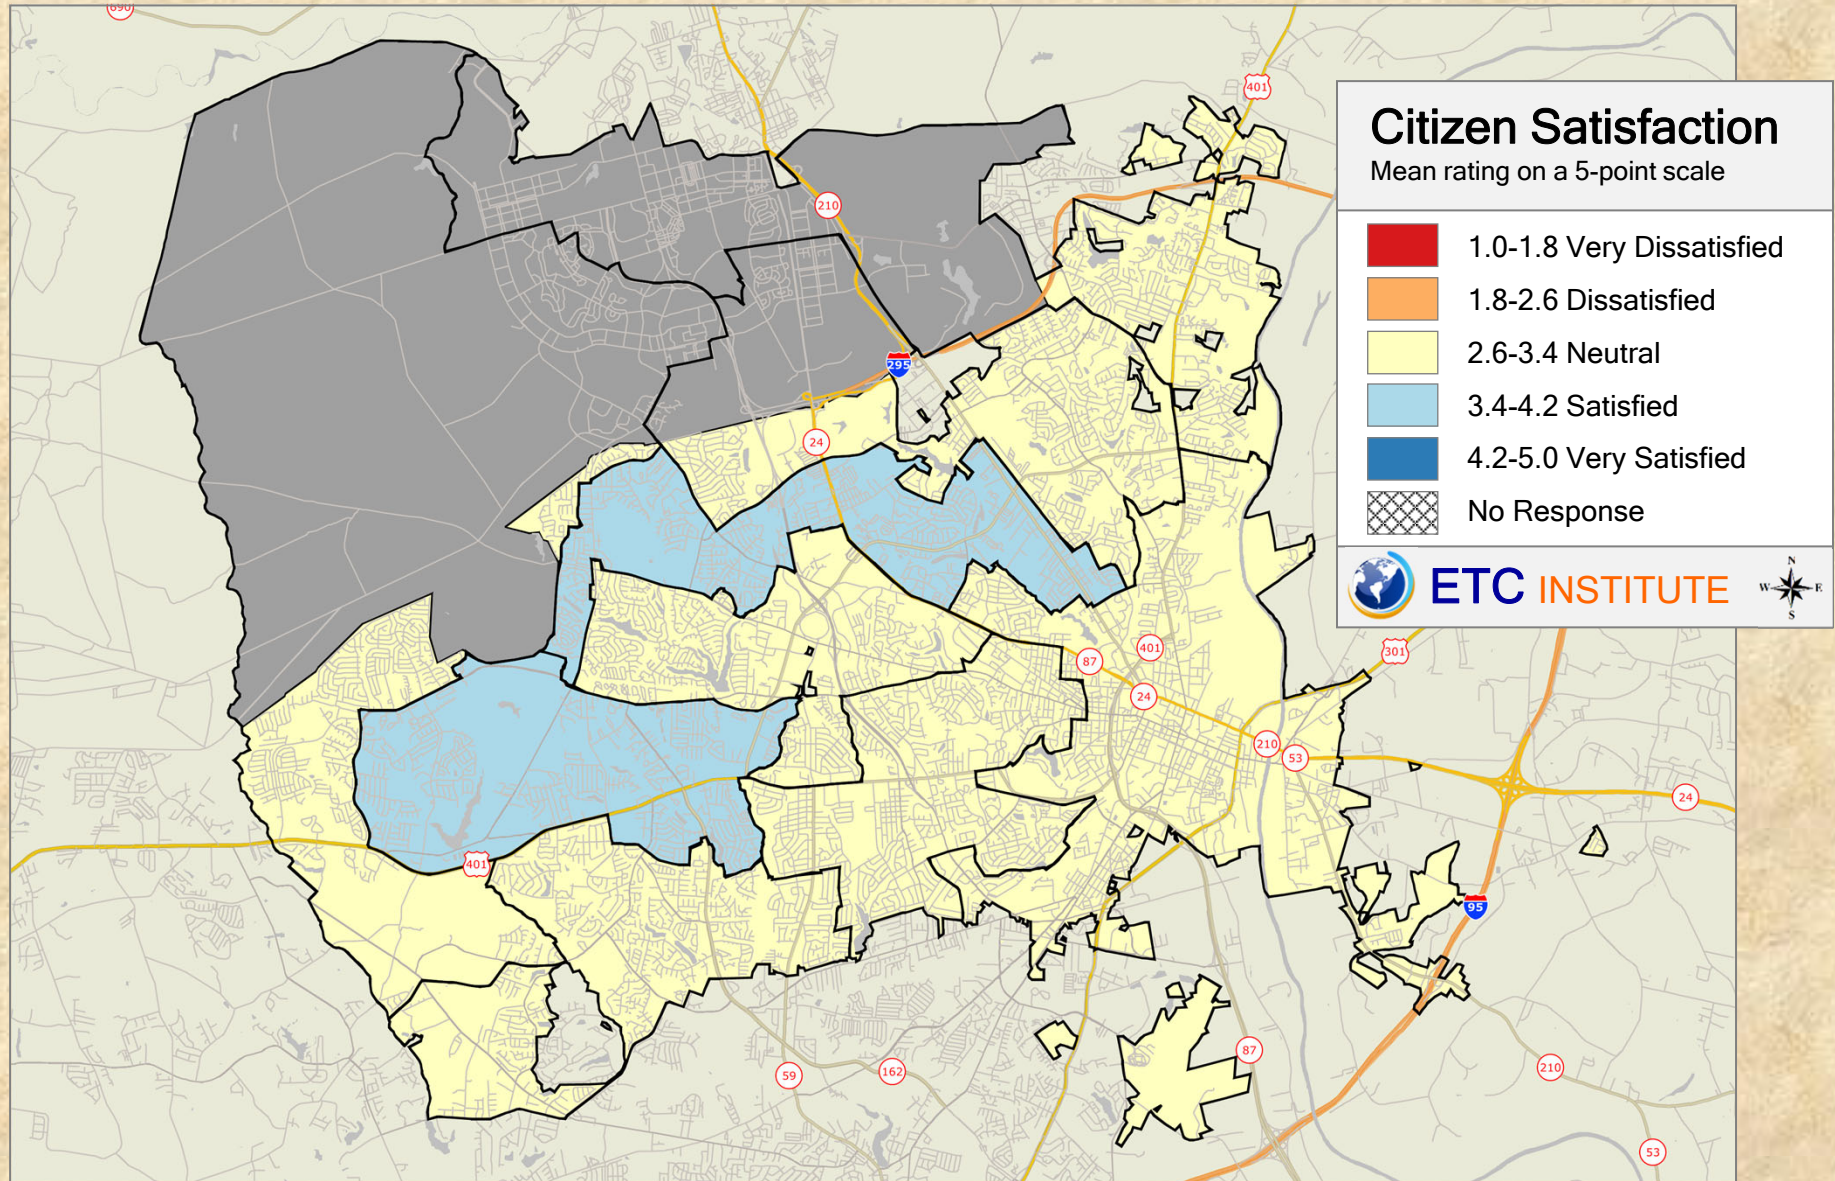 690
401
Citizen Satisfaction
Mean rating on a 5-point scale
1.0-1.8 Very Dissatisfied
1.8-2.6 Dissatisfied
2.6-3.4 Neutral
3.4-4.2 Satisfied
4.2-5.0 Very Satisfied
No Response
ETC INSTITUTE
N
W E
S
210
295
24
401
87
301
24
210
53
24
401
95
87
59
162
210
53